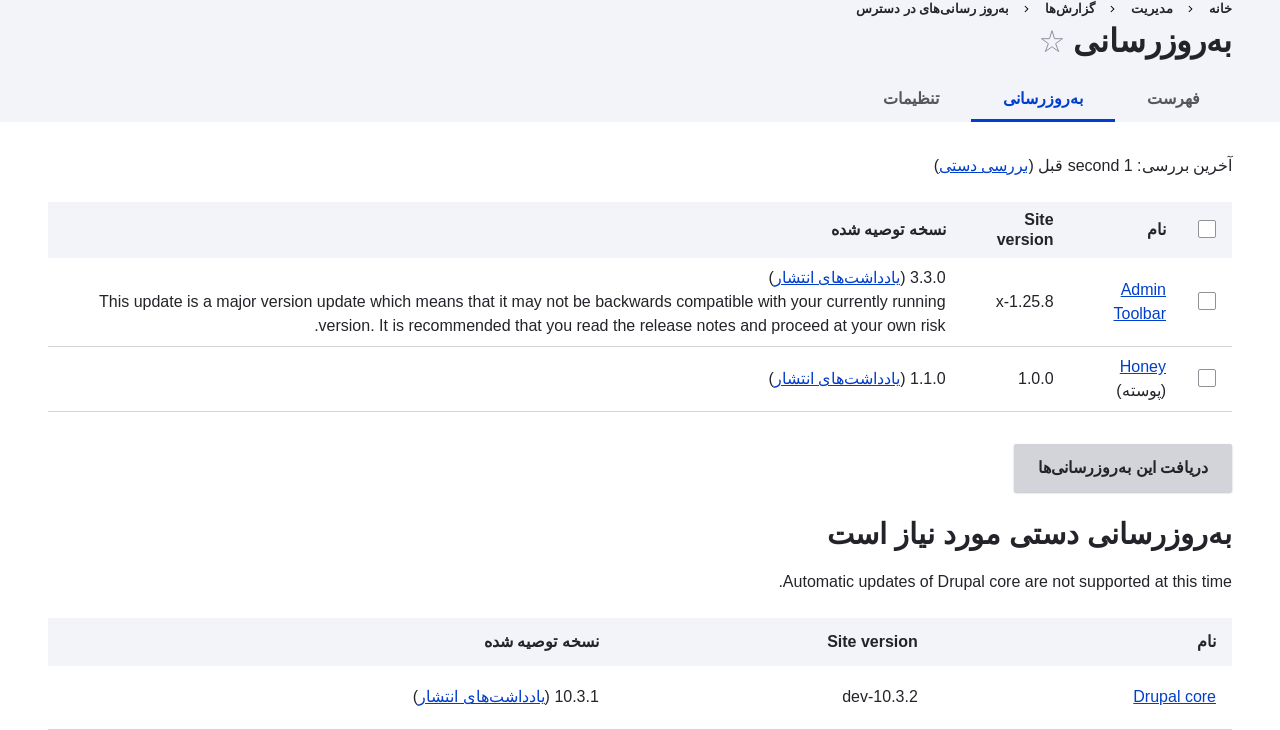 خانه › مدیریت › گزارش‌ها › به‌روز رسانی‌های در دسترس
به‌روزرسانی ☆
فهرست به‌روزرسانی تنظیمات
آخرین بررسی: 1 second قبل (بررسی دستی)
نام Site version نسخه توصیه شده
Admin Toolbar 8.x-1.25 3.3.0 (یادداشت‌های انتشار)
This update is a major version update which means that it may not be backwards compatible with your currently running
version. It is recommended that you read the release notes and proceed at your own risk.
Honey (پوسته) 1.0.0 1.1.0 (یادداشت‌های انتشار)
دریافت این به‌روزرسانی‌ها
به‌روزرسانی دستی مورد نیاز است
Automatic updates of Drupal core are not supported at this time.
نام Site version نسخه توصیه شده
Drupal core 10.3.2-dev 10.3.1 (یادداشت‌های انتشار)